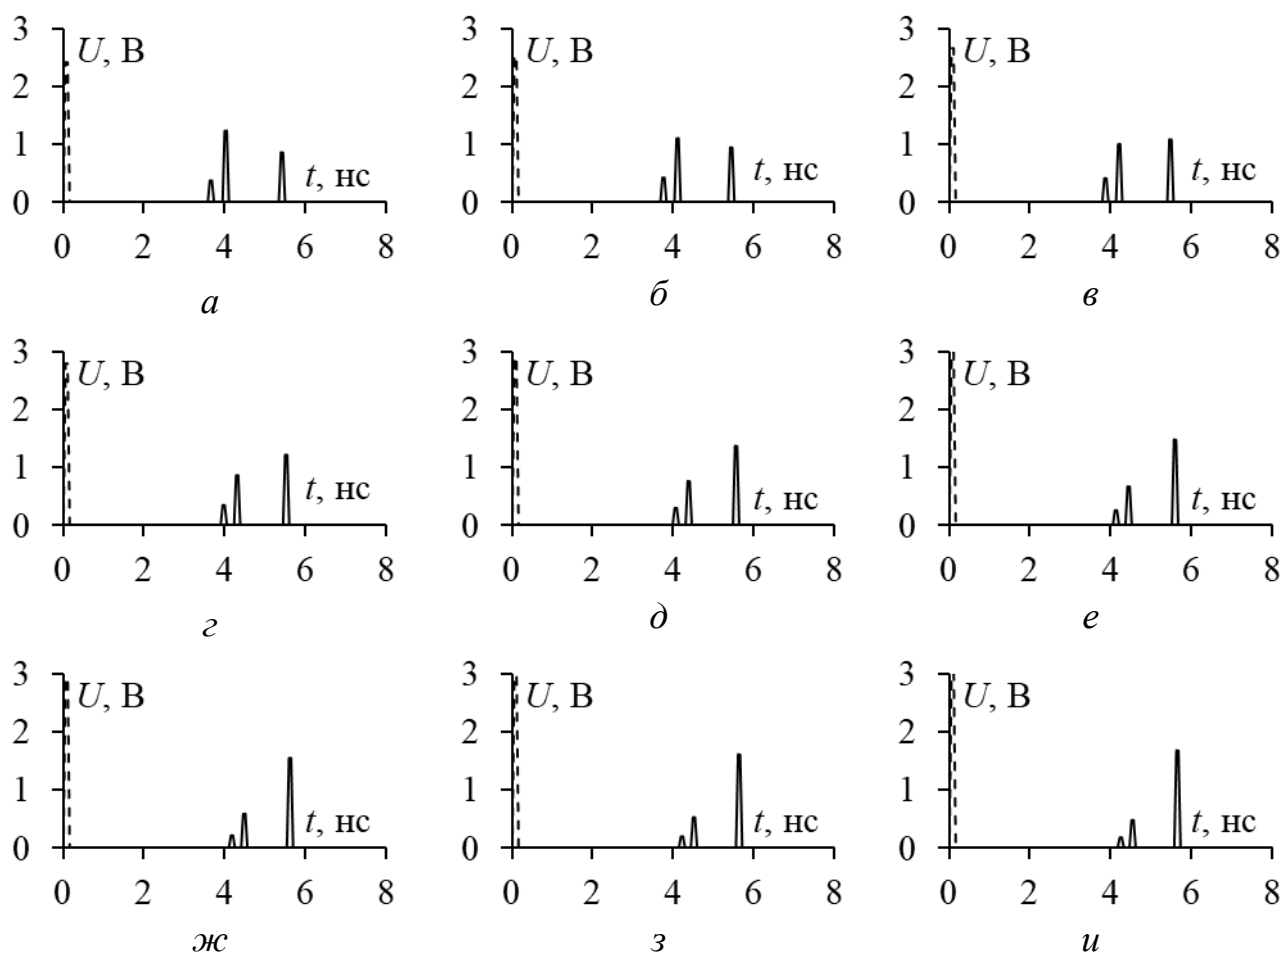 3 U, В 3 U, В 3 U, В
2 2 2
1 t, нс 1 t, нс 1 t, нс
0 0 0
0 2 4 6 8 0 2 4 6 8 0 2 4 6 8
а б в
3 U, В 3 U, В 3 U, В
2 2 2
1 t, нс 1 t, нс 1 t, нс
0 0 0
0 2 4 6 8 0 2 4 6 8 0 2 4 6 8
г д е
3 U, В 3 U, В 3 U, В
2 2 2
1 t, нс 1 t, нс 1 t, нс
0 0 0
0 2 4 6 8 0 2 4 6 8 0 2 4 6 8
ж з и